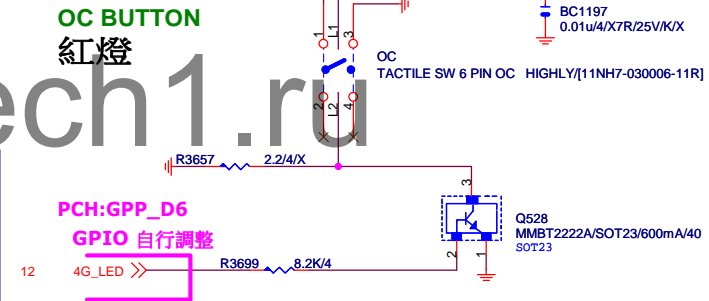 OC BUTTON
紅燈
BC1197
0.01u/4/X7R/25V/K/X
1
L1
3
OC
TACTILE SW 6 PIN OC HIGHLY/[11NH7-030006-11R]
ech1.ru
2
L2
4
R3657 2.2/4/X
3
PCH:GPP_D6
GPIO 自行調整
Q528
MMBT2222A/SOT23/600mA/40
SOT23
2
1
12 4G_LED R3699 8.2K/4